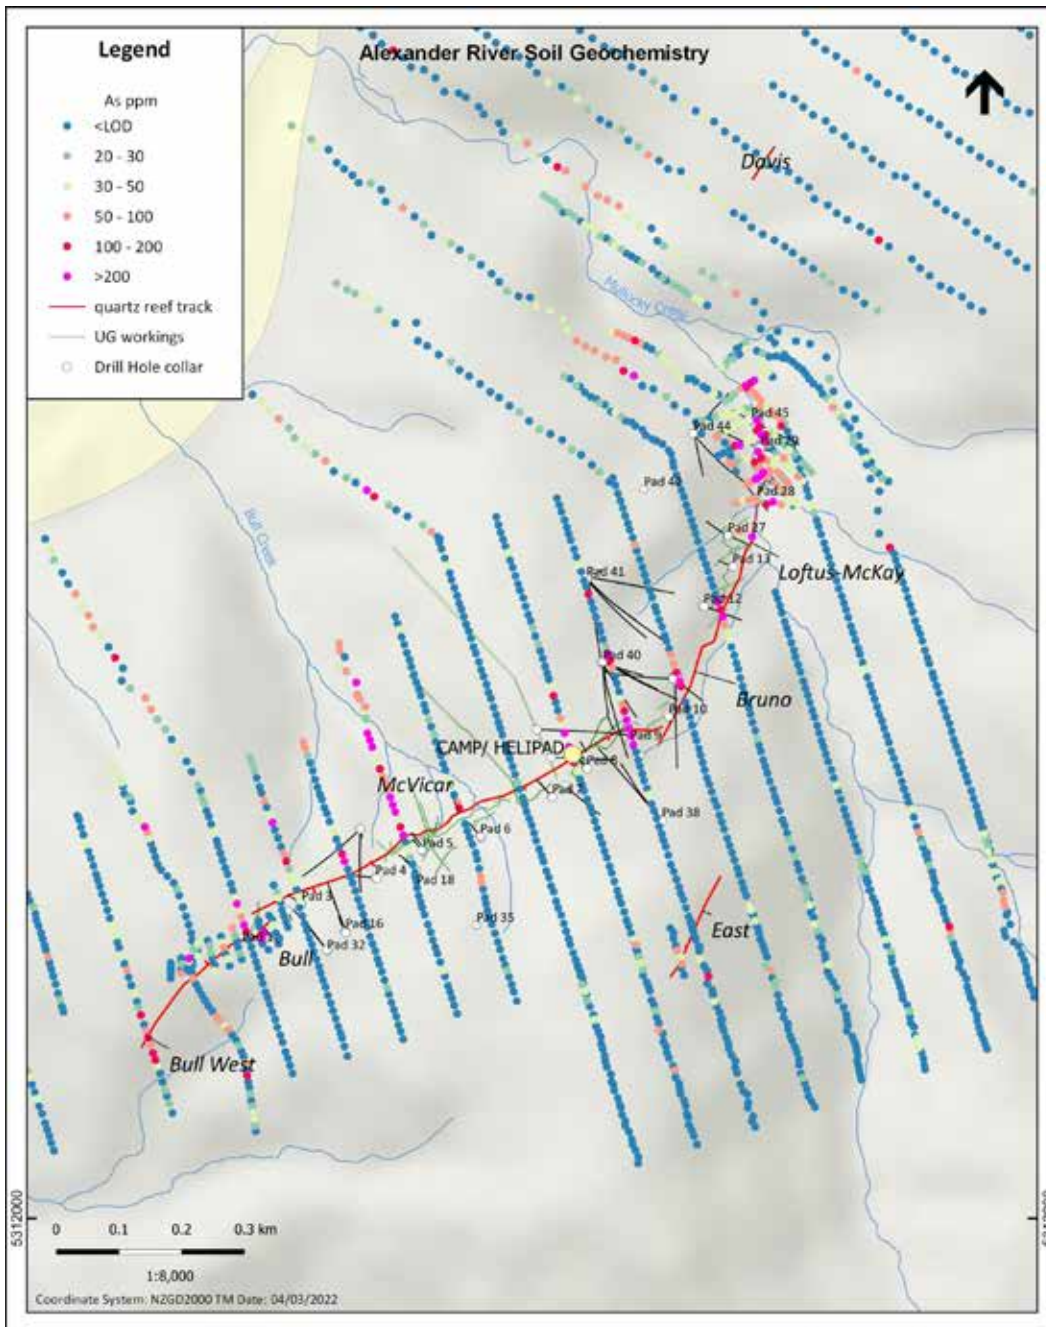 Alexander River Soil Geochemistry
Legend
As ppm
<LOD
20 - 30
30 - 50
50 - 100
100 - 200
>200
quartz reef track
UG workings
Drill Hole collar
Davis
Pad 45
Pad 44
Pad 28
Bull Creek
Pad 27
Pad 13
Loftus-McKay
Pad 41
Pad 12
Pad 40
Bruno
Pad 10
CAMP/ HELIPAD
McVicar
Pad 38
Pad 6
Pad 5
Pad 4
Pad 18
Pad 3
Pad 35
Pad 16
East
Pad 32
Bull
Bull West
5312000
0 0.1 0.2 0.3 km
1:8,000
Coordinate System: NZGD2000 TM Date: 04/03/2022